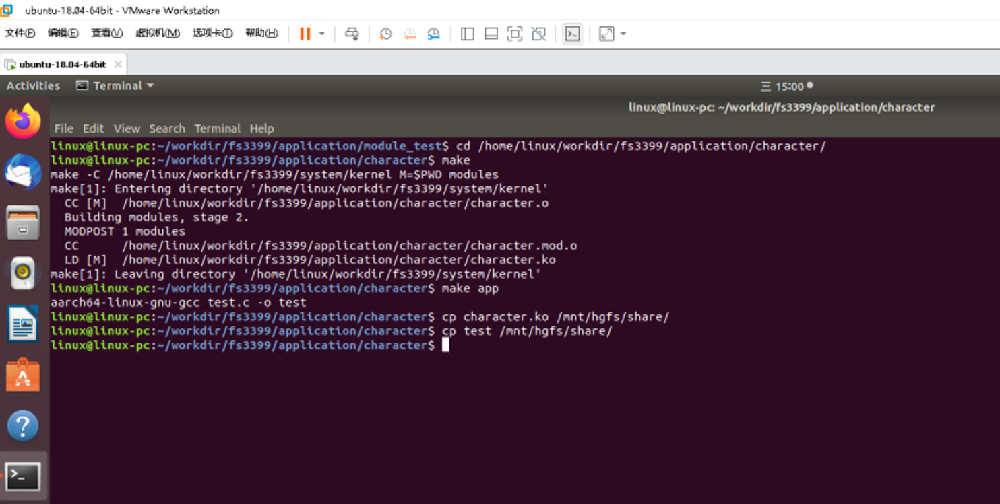 ubuntu-18.04-64bit - VMware Workstation
文件(F) 编辑(E) 查看(V) 虚拟机(M) 选项卡(T) 帮助(H)
ubuntu-18.04-64bit
Activities Terminal 三 15:00
linux@linux-pc: ~/workdir/fs3399/application/character
File Edit View Search Terminal Help
linux@linux-pc:~/workdir/fs3399/application/module_test$ cd /home/linux/workdir/fs3399/application/character/
linux@linux-pc:~/workdir/fs3399/application/character$ make
make -C /home/linux/workdir/fs3399/system/kernel M=$PWD modules
make[1]: Entering directory '/home/linux/workdir/fs3399/system/kernel'
  CC [M]  /home/linux/workdir/fs3399/application/character/character.o
  Building modules, stage 2.
  MODPOST 1 modules
  CC      /home/linux/workdir/fs3399/application/character/character.mod.o
  LD [M]  /home/linux/workdir/fs3399/application/character/character.ko
make[1]: Leaving directory '/home/linux/workdir/fs3399/system/kernel'
linux@linux-pc:~/workdir/fs3399/application/character$ make app
aarch64-linux-gnu-gcc test.c -o test
linux@linux-pc:~/workdir/fs3399/application/character$ cp character.ko /mnt/hgfs/share/
linux@linux-pc:~/workdir/fs3399/application/character$ cp test /mnt/hgfs/share/
linux@linux-pc:~/workdir/fs3399/application/character$